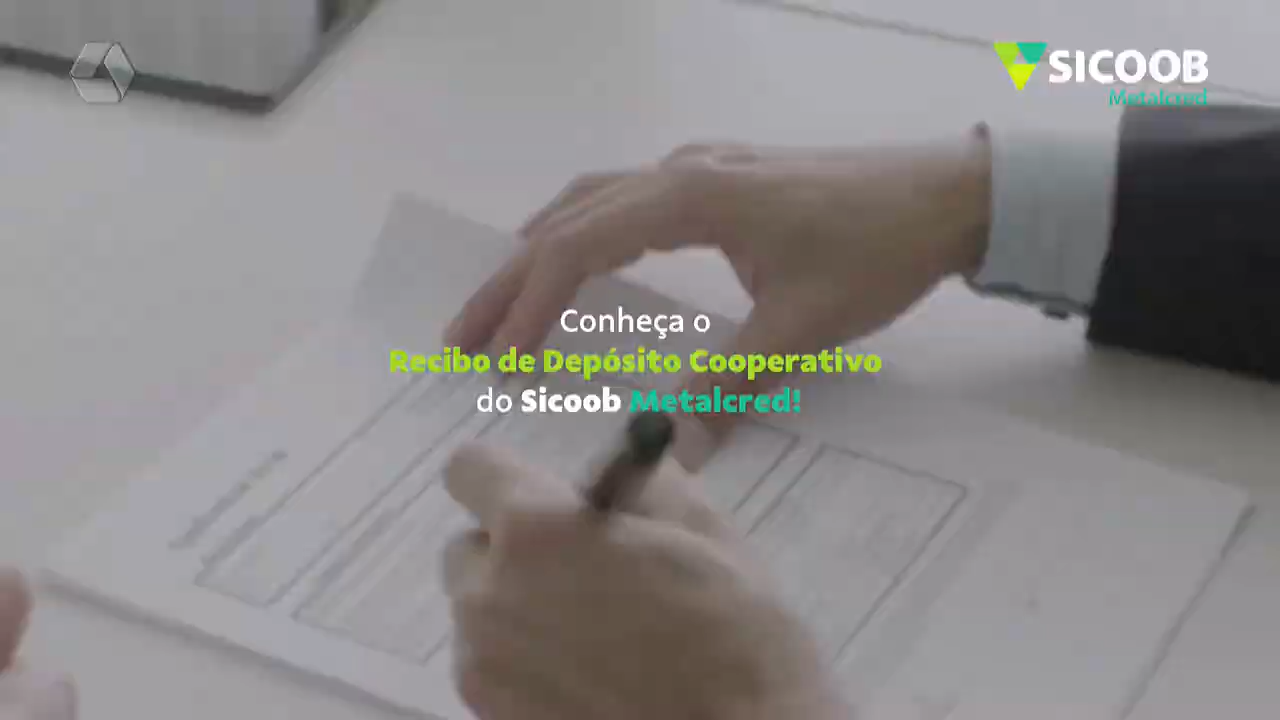 SICOOB
Metalcred
Conheça o
Recibo de Depósito Cooperativo
do Sicoob Metalcred!